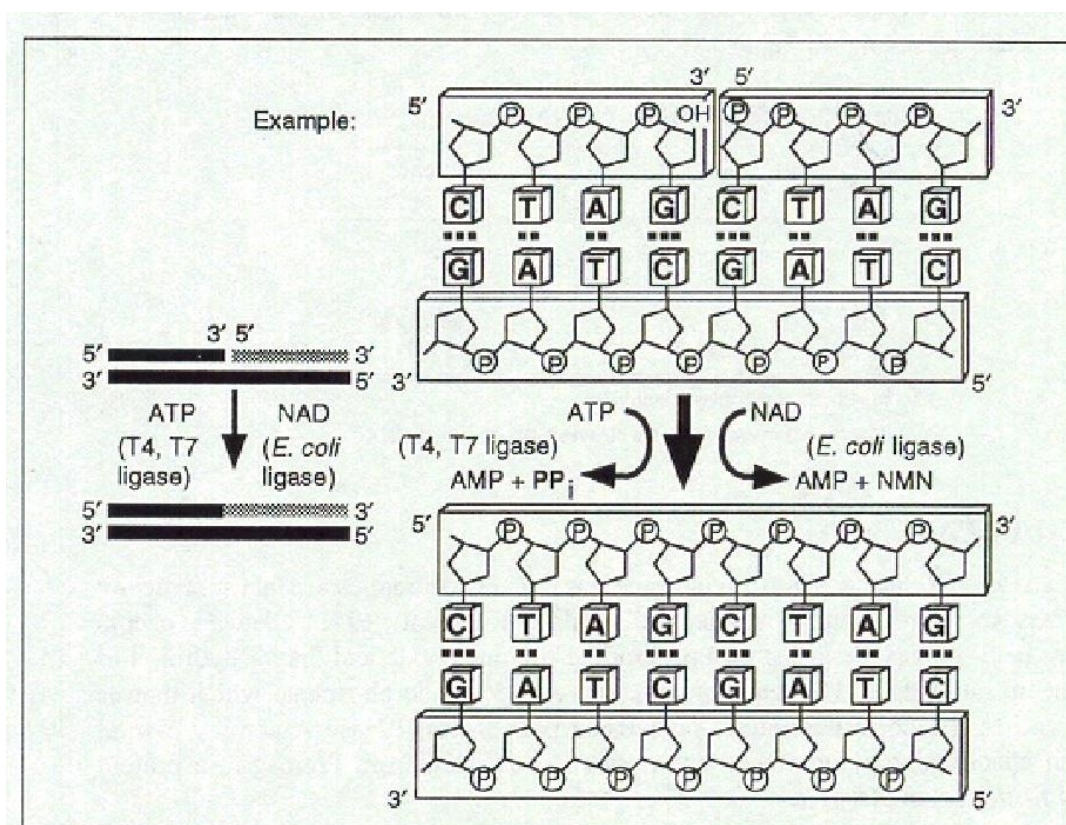 Example:
5′ 3′ 5′ 3′
P P P OH P P P P
C T A G C T A G
G A T C G A T C
P P P P P P P
3′ 5′
3′ 5′
5′ 3′
3′ 5′
ATP NAD
(T4, T7 (E. coli
ligase) ligase)
5′ 3′
3′ 5′
ATP NAD
(T4, T7 ligase) (E. coli
ligase)
AMP + PPi AMP + NMN
5′ 3′
P P P P P P P
C T A G C T A G
G A T C G A T C
P P P P P P P
3′ 5′